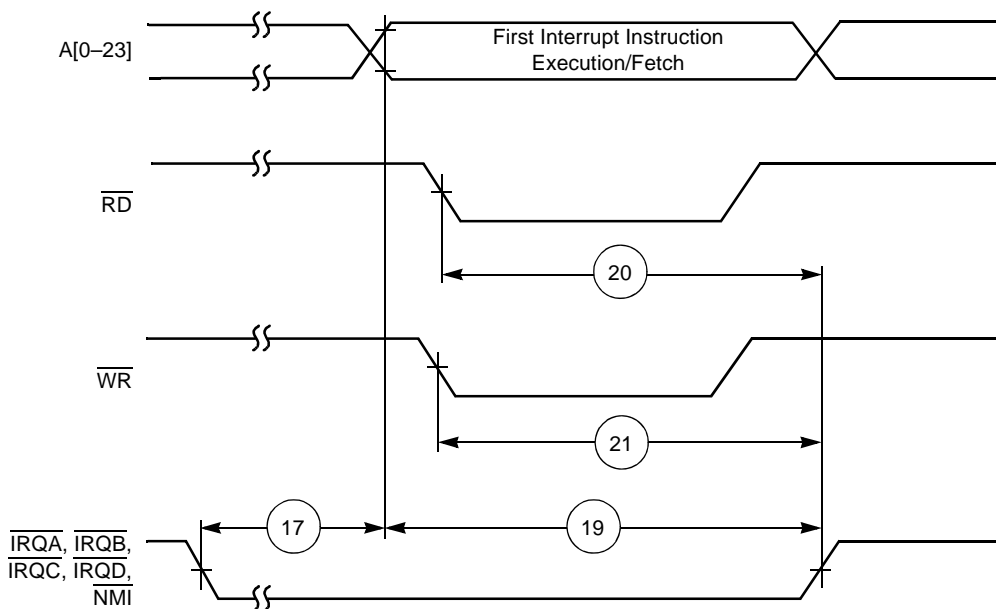 A[0–23]
First Interrupt Instruction
Execution/Fetch
RD
20
WR
21
17
19
IRQA, IRQB,
IRQC, IRQD,
NMI